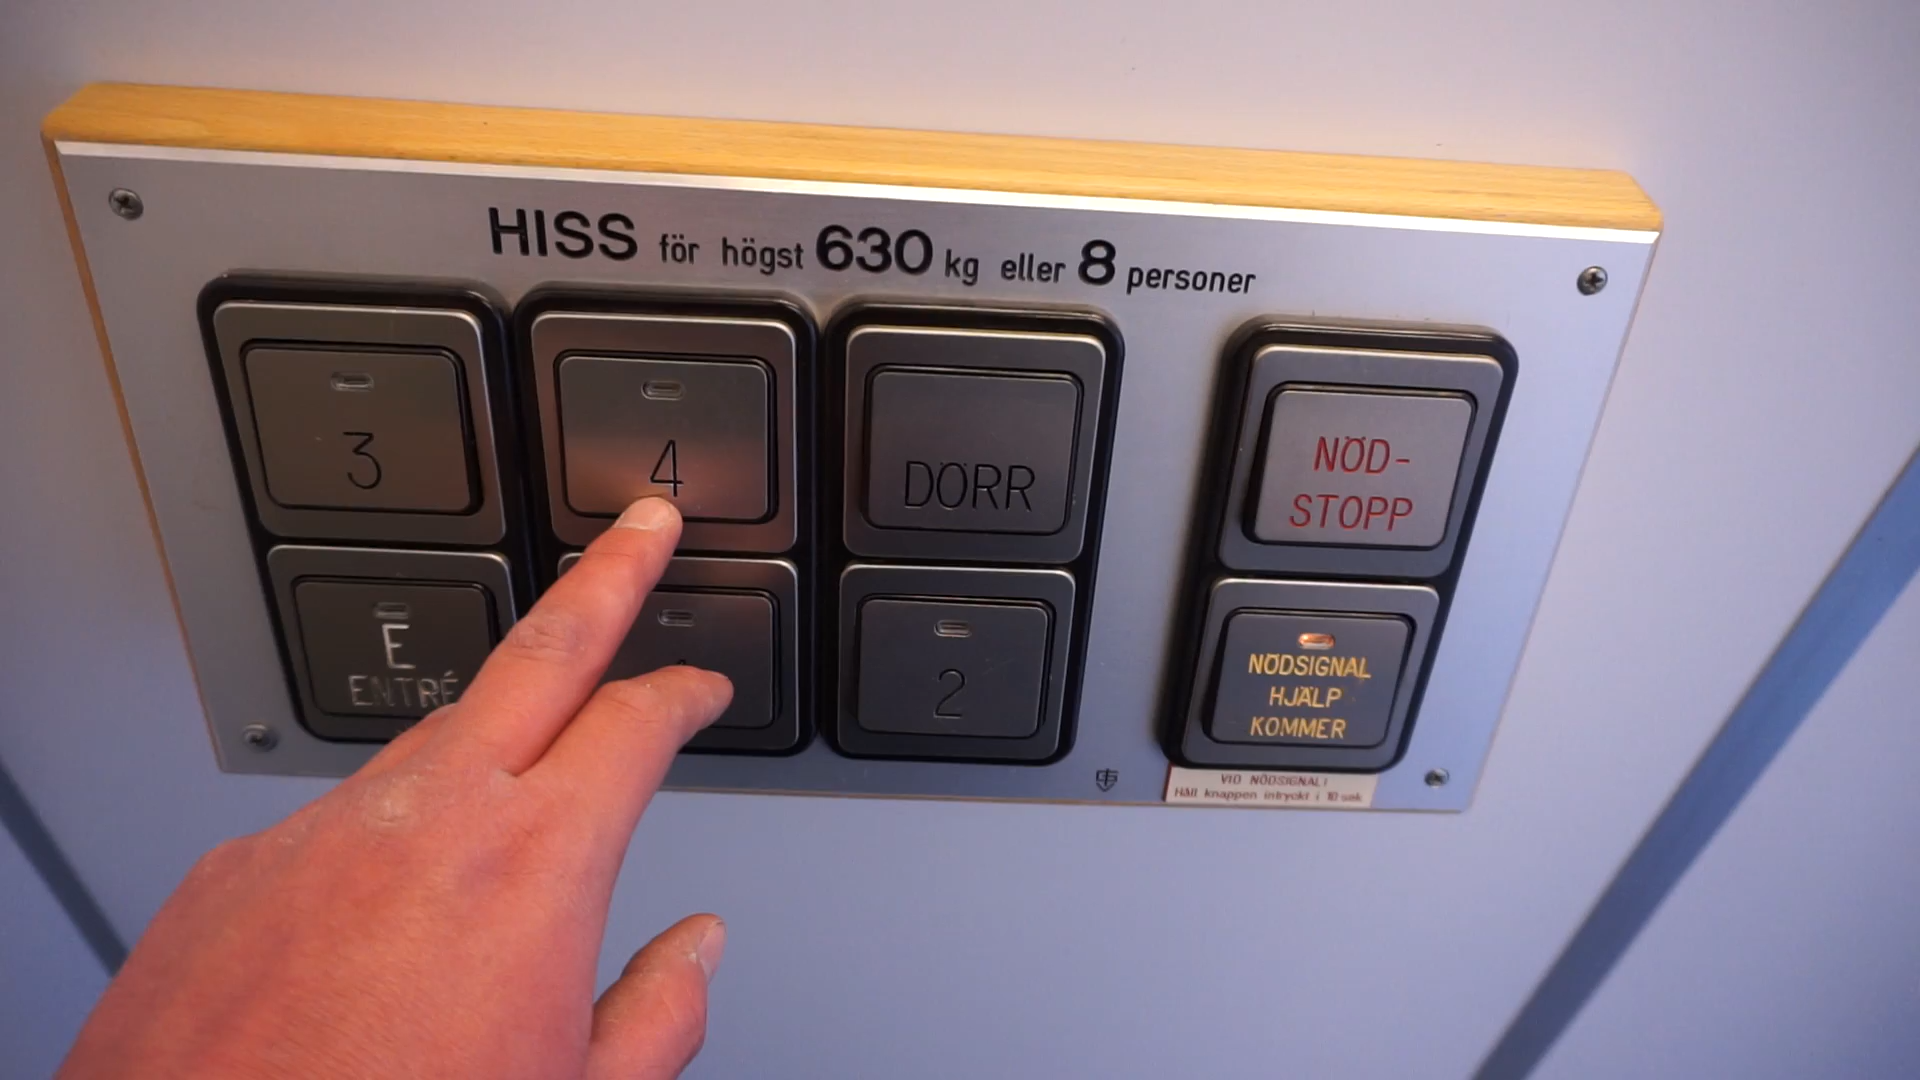 HISS för högst 630 kg eller 8 personer
3
4
DÖRR
NÖD-
STOPP
E
ENTRÉ
2
NÖDSIGNAL
HJÄLP
KOMMER
VID NÖDSIGNAL!
Håll knappen intryckt i 10 sek